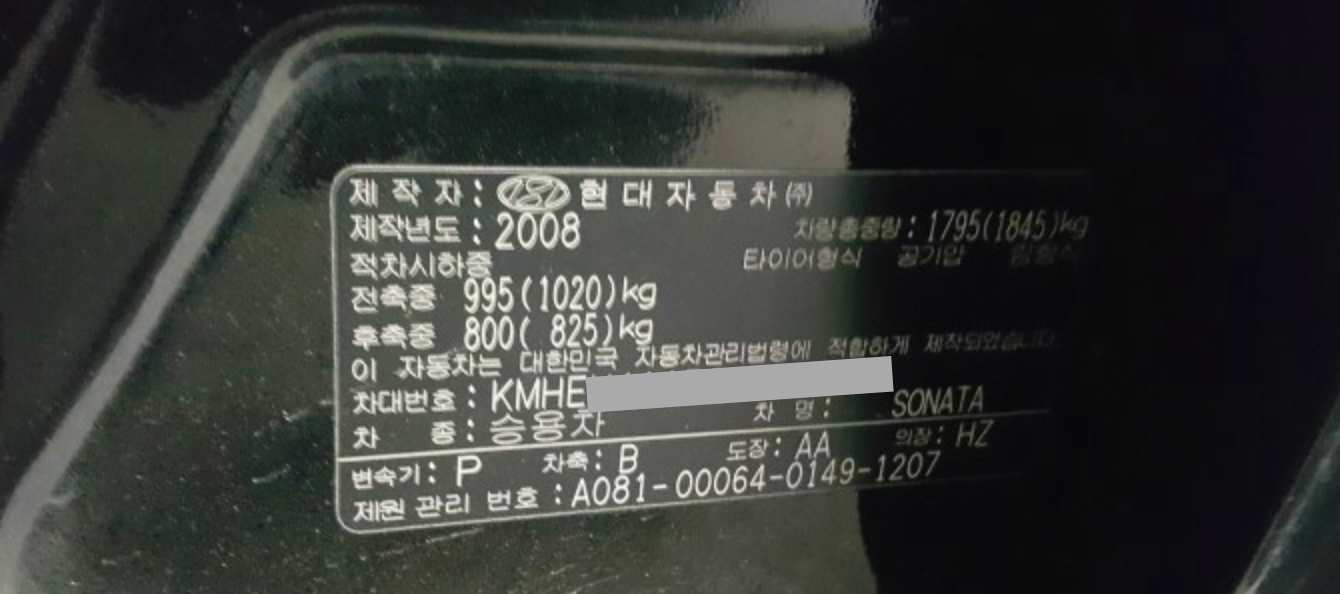 제 작 자 : 현 대 자 동 차 ㈜
제작년도 : 2008 차량총중량 : 1795(1845)kg
적차시하중 타이어형식 공기압 림형식
전축중 995(1020)kg
후축중 800( 825)kg
이 자동차는 대한민국 자동차관리법령에 적합하게 제작되었습니다
차대번호 : KMHE
차 종 : 승용차 차 명 : SONATA
변속기 : P 차축 : B 도장 : AA 의장 : HZ
제원 관리 번호 : A081-00064-0149-1207